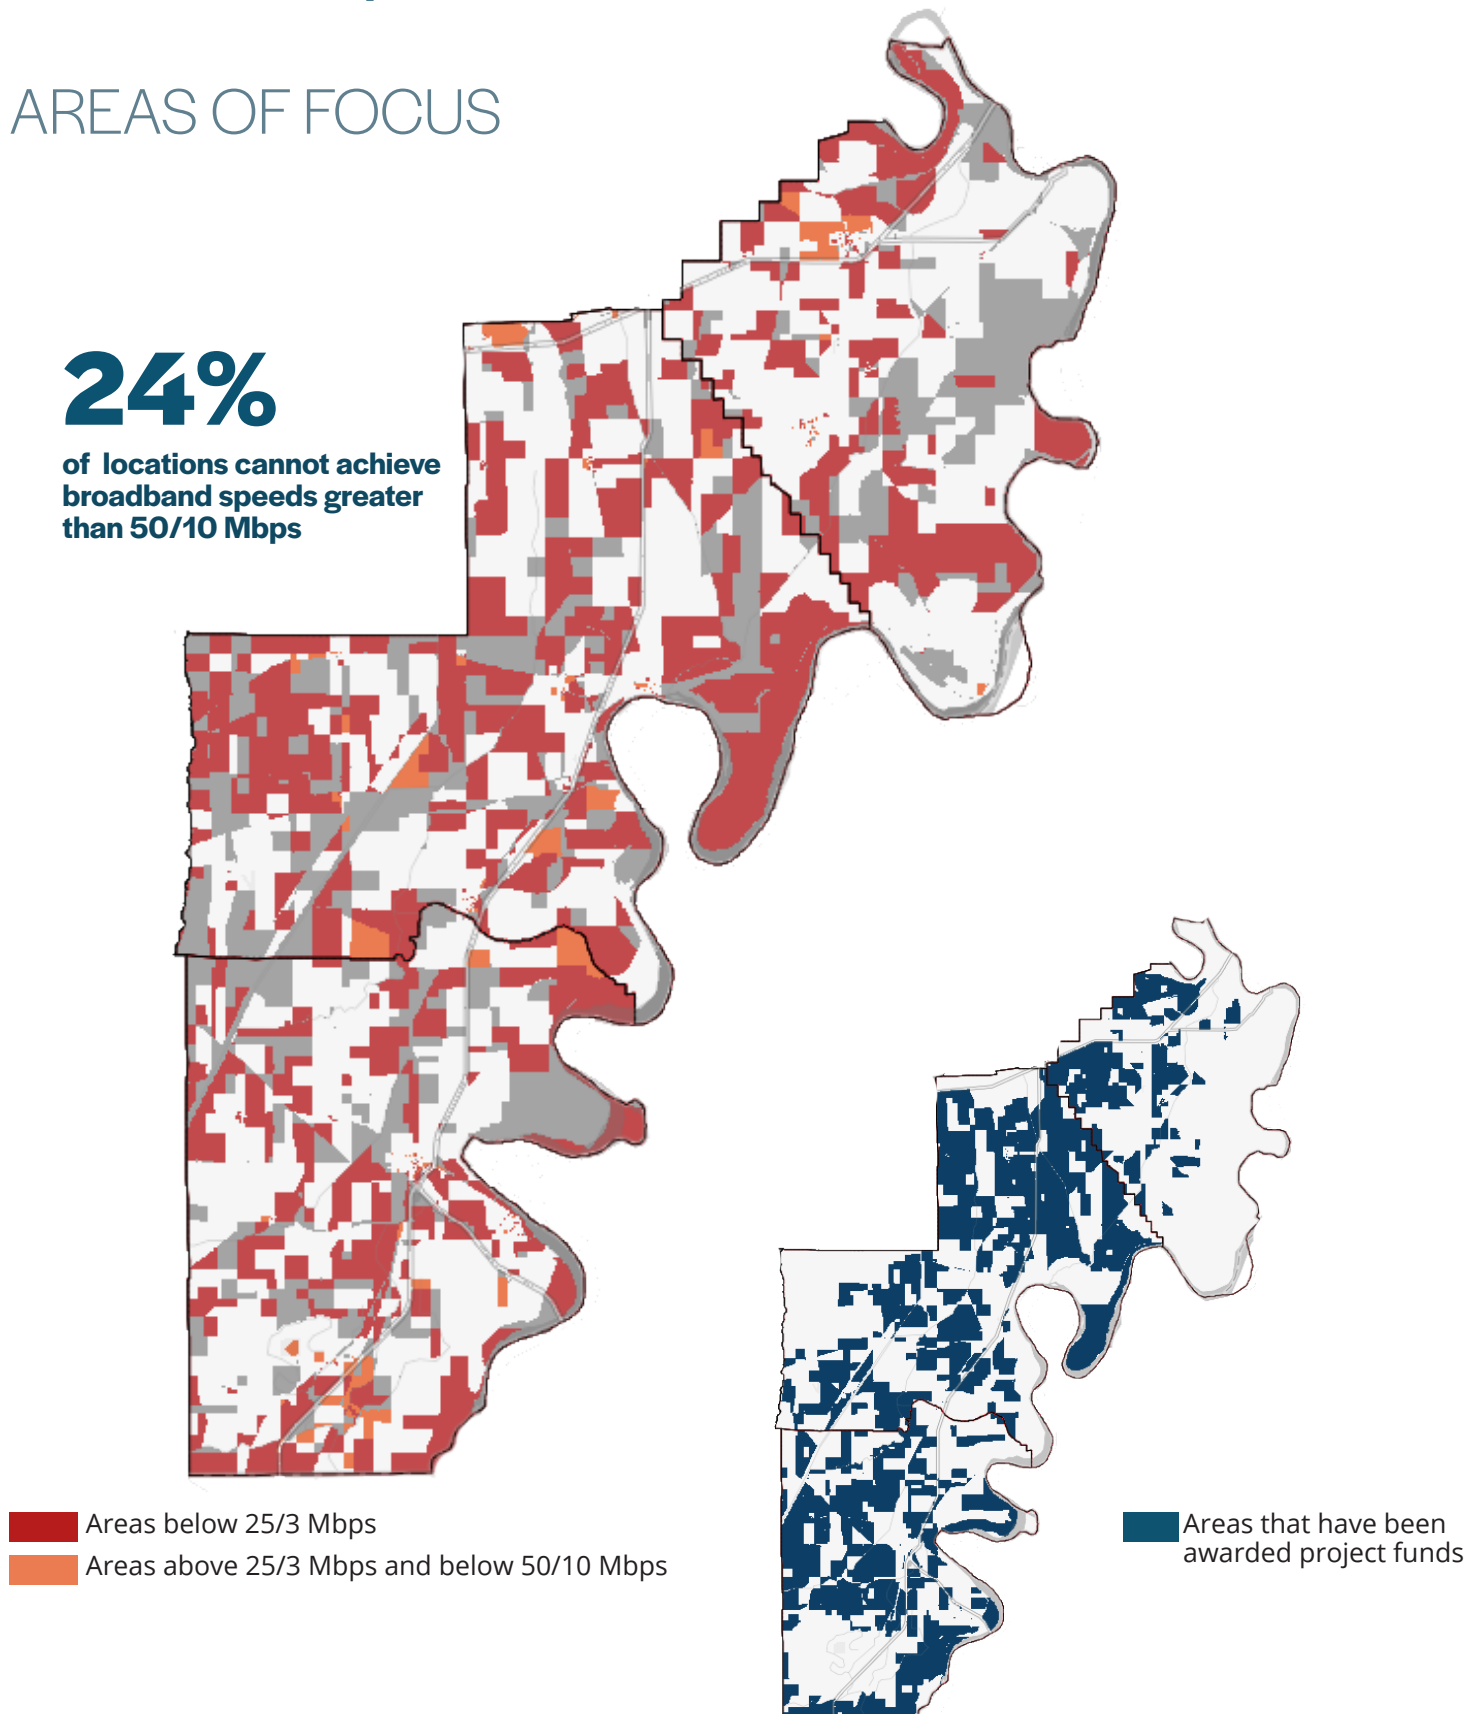 AREAS OF FOCUS
24%
of locations cannot achieve
broadband speeds greater
than 50/10 Mbps
Areas below 25/3 Mbps
Areas above 25/3 Mbps and below 50/10 Mbps
Areas that have been
awarded project funds